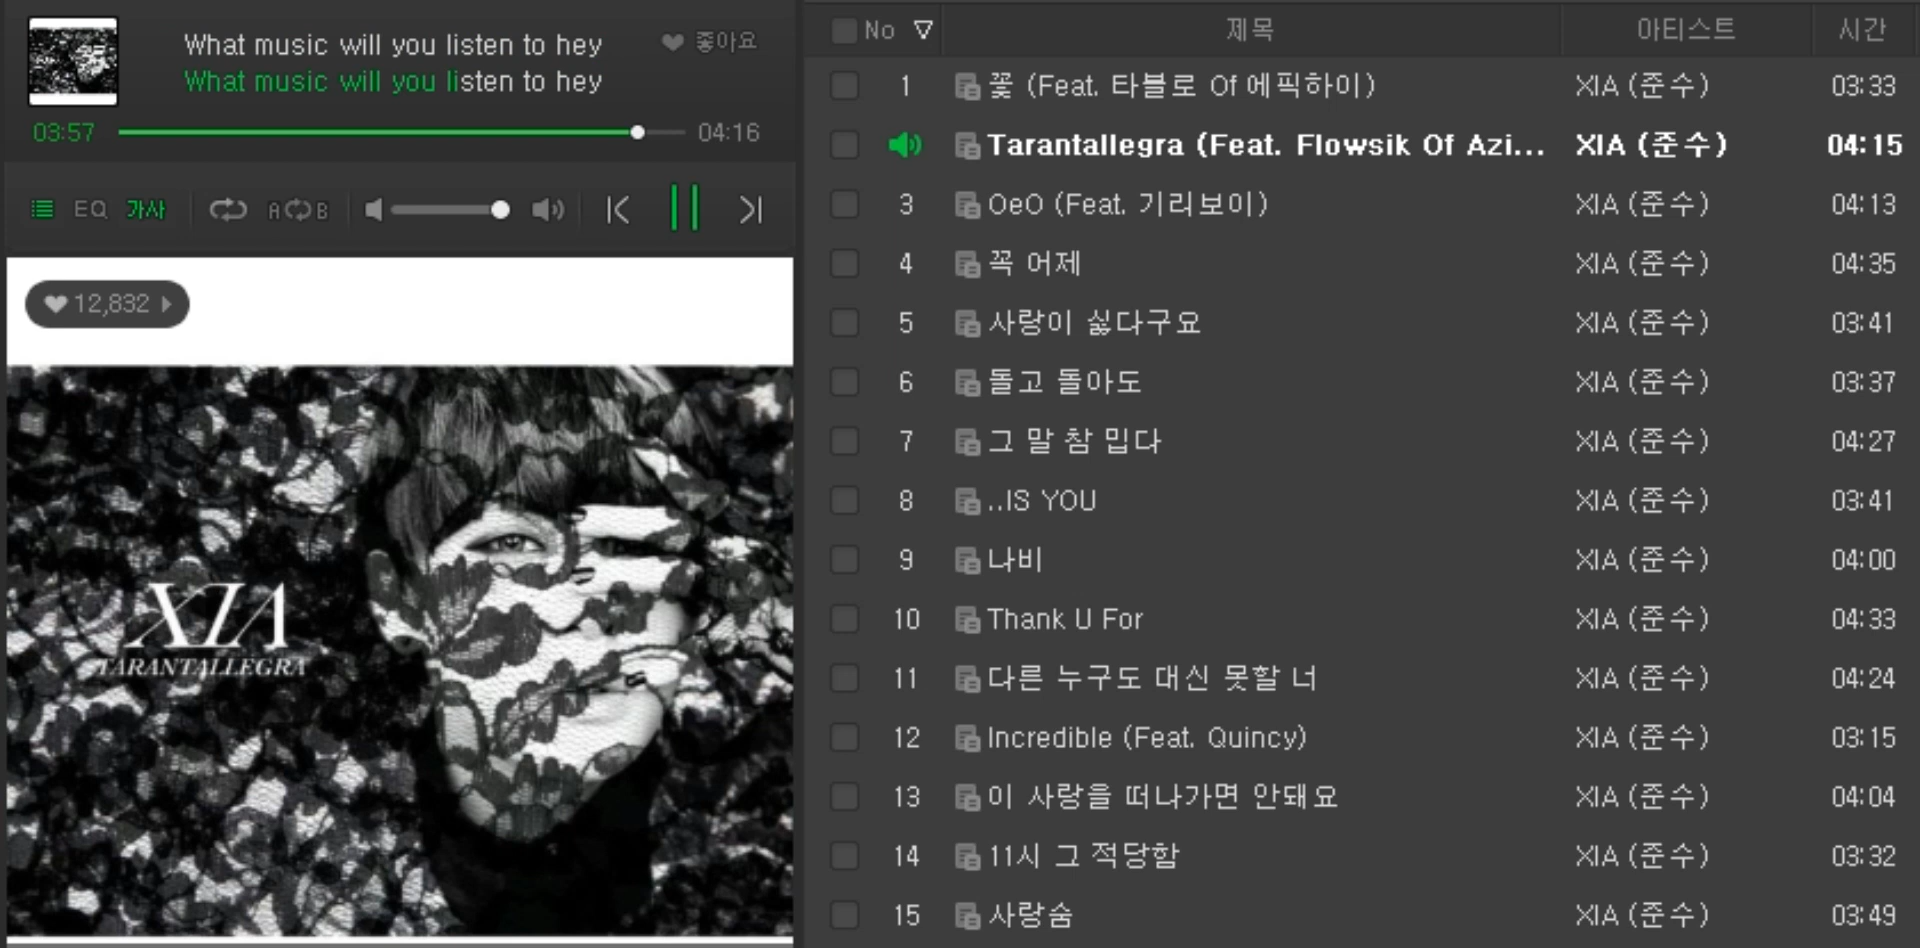 What music will you listen to hey
좋아요
What music will you listen to hey
03:57
04:16
EQ 가사 A B
12,832
XIA
TARANTALLEGRA
No 제목 아티스트 시간
1 꽃 (Feat. 타블로 Of 에픽하이) XIA (준수) 03:33
Tarantallegra (Feat. Flowsik Of Azi... XIA (준수) 04:15
3 OeO (Feat. 기리보이) XIA (준수) 04:13
4 꼭 어제 XIA (준수) 04:35
5 사랑이 싫다구요 XIA (준수) 03:41
6 돌고 돌아도 XIA (준수) 03:37
7 그 말 참 밉다 XIA (준수) 04:27
8 ..IS YOU XIA (준수) 03:41
9 나비 XIA (준수) 04:00
10 Thank U For XIA (준수) 04:33
11 다른 누구도 대신 못할 너 XIA (준수) 04:24
12 Incredible (Feat. Quincy) XIA (준수) 03:15
13 이 사랑을 떠나가면 안돼요 XIA (준수) 04:04
14 11시 그 적당함 XIA (준수) 03:32
15 사랑숨 XIA (준수) 03:49